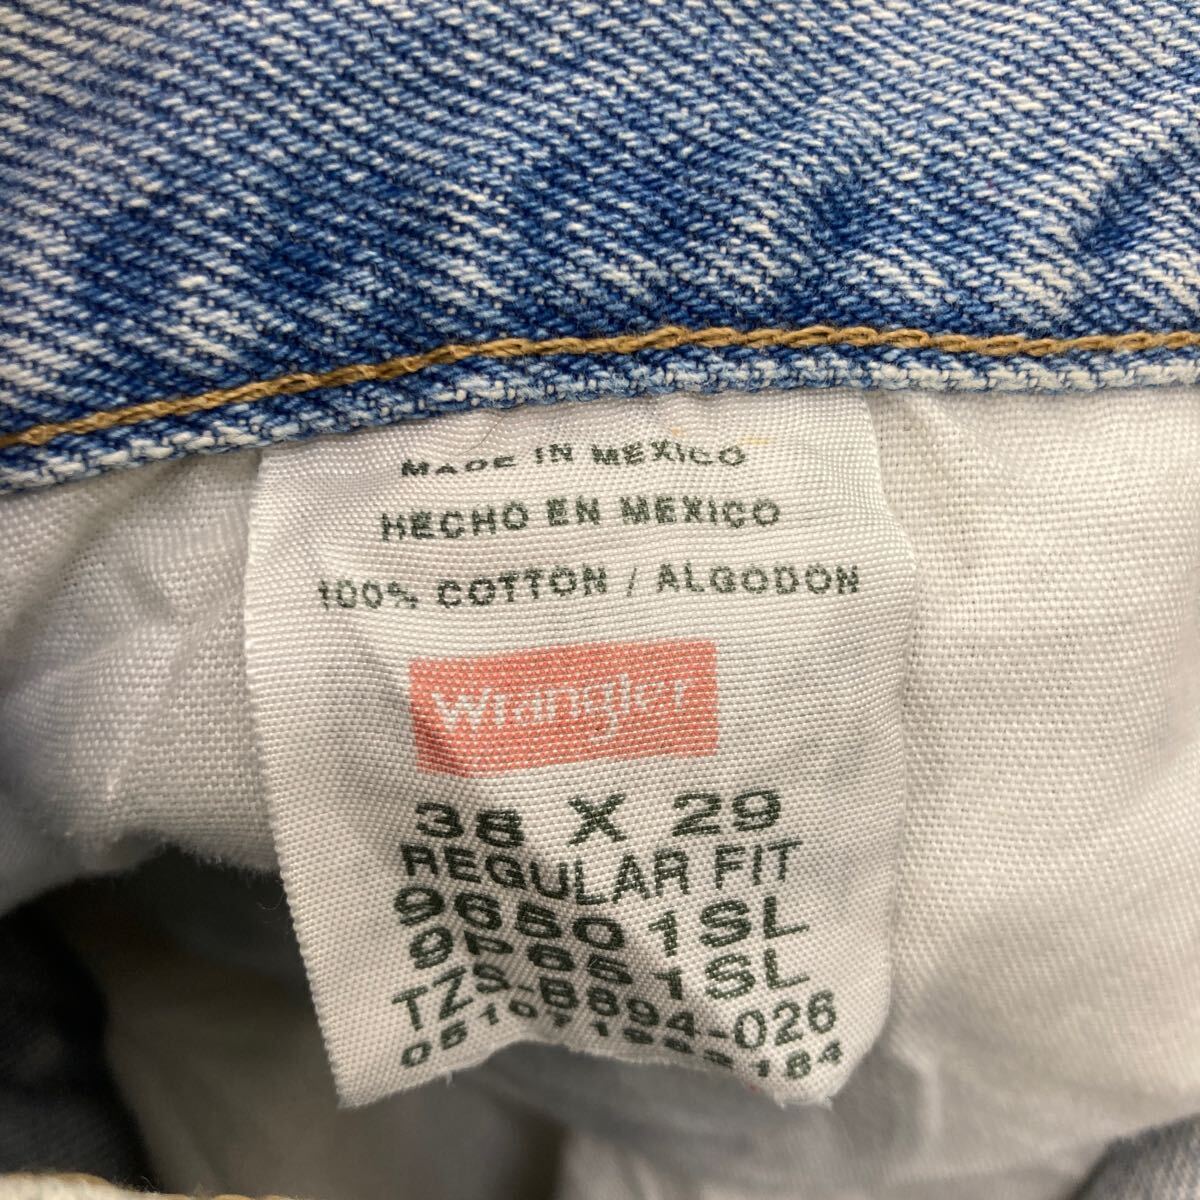 MADE IN MEXICO
HECHO EN MEXICO
100% COTTON / ALGODON
Wrangler
38 X 29
REGULAR FIT
96501SL
9P651SL
TZS-B894-026